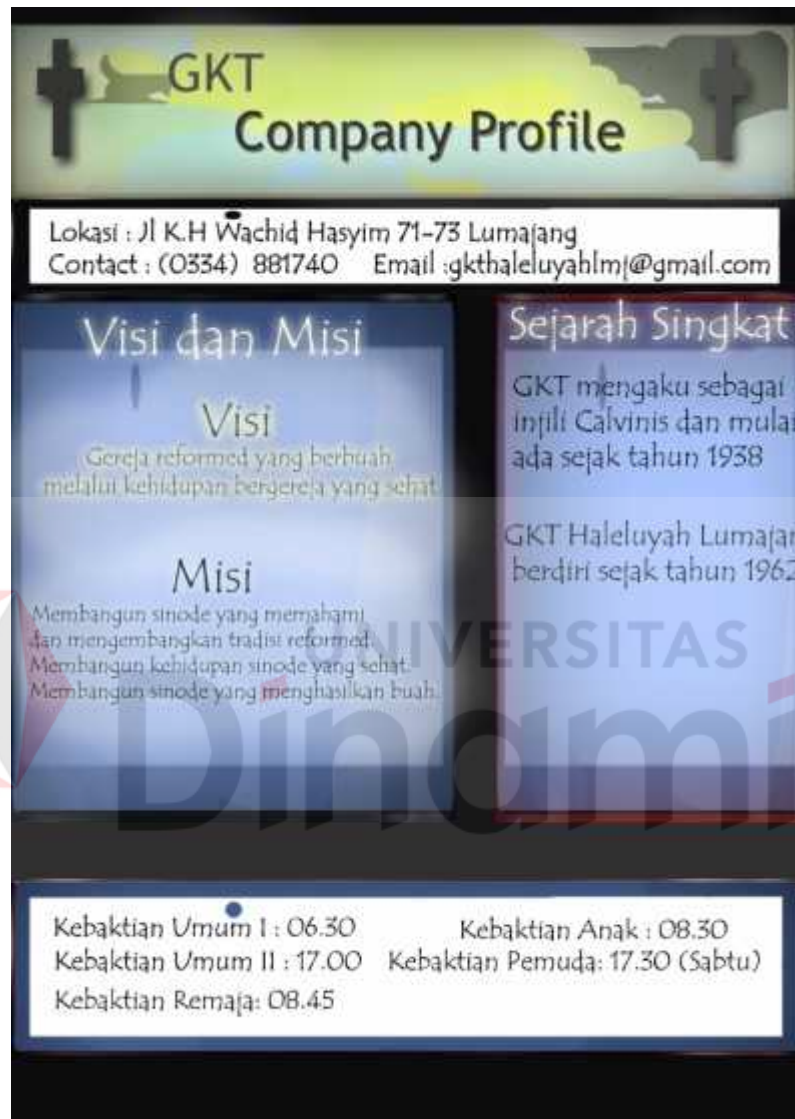 GKT
Company Profile
Lokasi : Jl K.H Wachid Hasyim 71-73 Lumajang
Contact : (0334) 881740 Email :gkthaleluyahlmj@gmail.com
Visi dan Misi
Visi
Gereja reformed yang berbuah
melalui kehidupan bergereja yang sehat
Misi
Membangun sinode yang memahami
dan mengembangkan tradisi reformed.
Membangun kehidupan sinode yang sehat.
Membangun sinode yang menghasilkan buah.
Sejarah Singkat
GKT mengaku sebagai
injili Calvinis dan mulai
ada sejak tahun 1938
GKT Haleluyah Lumajan
berdiri sejak tahun 1962
UNIVERSITAS
Dinami
Kebaktian Umum I : 06.30 Kebaktian Anak : 08.30
Kebaktian Umum II : 17.00 Kebaktian Pemuda: 17.30 (Sabtu)
Kebaktian Remaja: 08.45